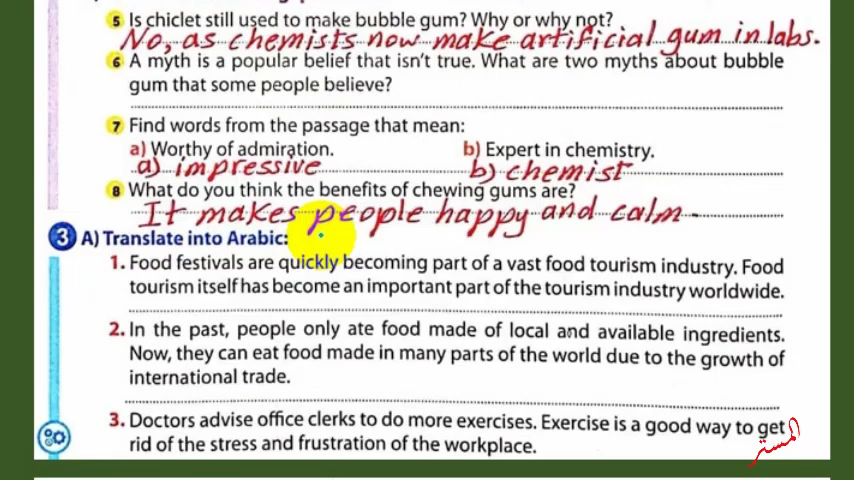 5 Is chiclet still used to make bubble gum? Why or why not?
No, as chemists now make artificial gum in labs.
6 A myth is a popular belief that isn't true. What are two myths about bubble
gum that some people believe?
7 Find words from the passage that mean:
a) Worthy of admiration. b) Expert in chemistry.
a) impressive b) chemist
8 What do you think the benefits of chewing gums are?
It makes people happy and calm.
3 A) Translate into Arabic:
1. Food festivals are quickly becoming part of a vast food tourism industry. Food
tourism itself has become an important part of the tourism industry worldwide.
2. In the past, people only ate food made of local and available ingredients.
Now, they can eat food made in many parts of the world due to the growth of
international trade.
3. Doctors advise office clerks to do more exercises. Exercise is a good way to get
rid of the stress and frustration of the workplace.
المستر